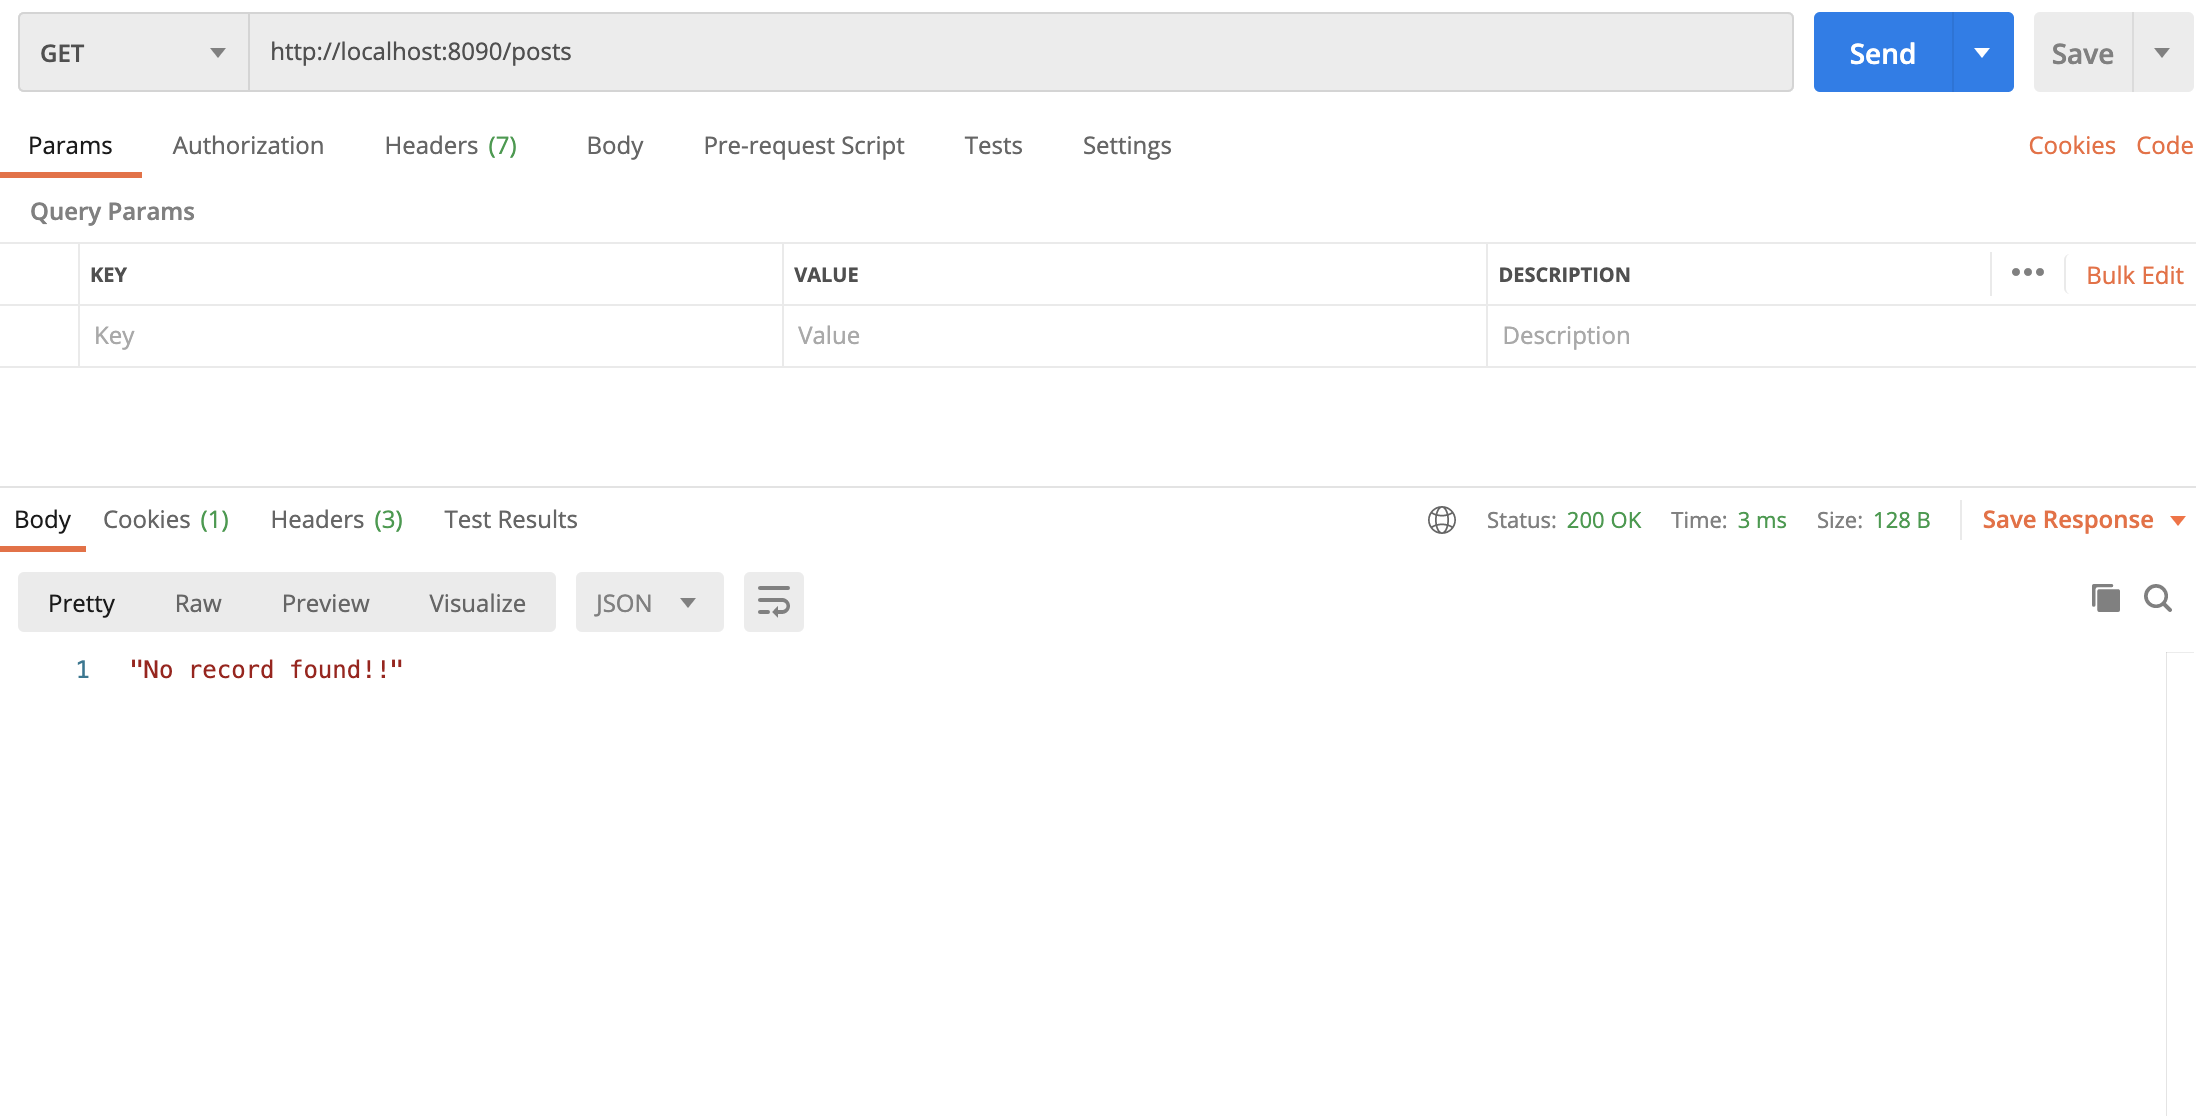 GET http://localhost:8090/posts Send Save
Params Authorization Headers (7) Body Pre-request Script Tests Settings Cookies Code
Query Params
KEY VALUE DESCRIPTION ••• Bulk Edit
Key Value Description
Body Cookies (1) Headers (3) Test Results Status: 200 OK Time: 3 ms Size: 128 B Save Response
Pretty Raw Preview Visualize JSON
1 "No record found!!"